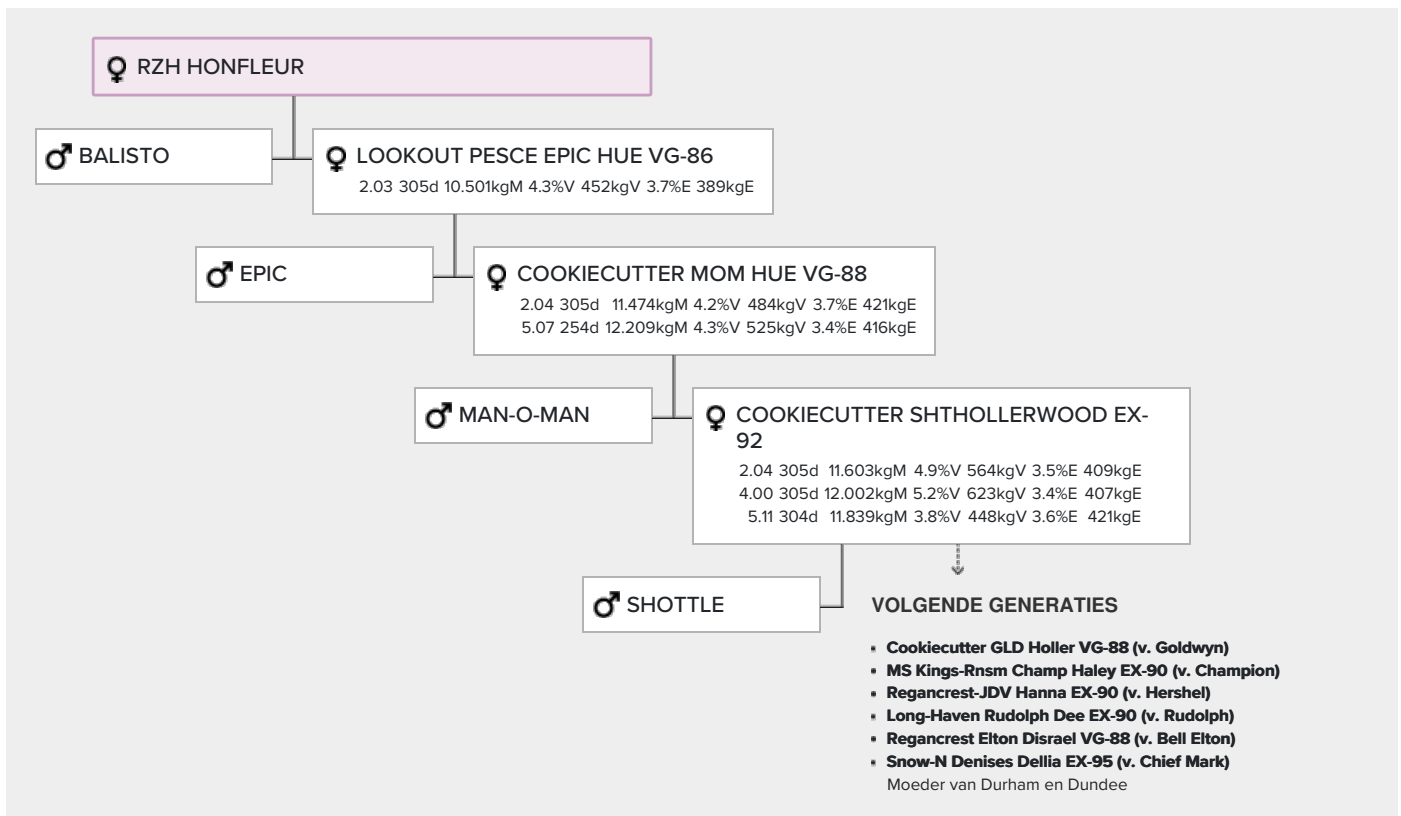 RZH HONFLEUR
BALISTO
LOOKOUT PESCE EPIC HUE VG-86
2.03 305d 10.501kgM 4.3%V 452kgV 3.7%E 389kgE
EPIC
COOKIECUTTER MOM HUE VG-88
2.04 305d 11.474kgM 4.2%V 484kgV 3.7%E 421kgE
5.07 254d 12.209kgM 4.3%V 525kgV 3.4%E 416kgE
MAN-O-MAN
COOKIECUTTER SHTHOLLERWOOD EX-
92
2.04 305d 11.603kgM 4.9%V 564kgV 3.5%E 409kgE
4.00 305d 12.002kgM 5.2%V 623kgV 3.4%E 407kgE
5.11 304d 11.839kgM 3.8%V 448kgV 3.6%E 421kgE
SHOTTLE
VOLGENDE GENERATIES
Cookiecutter GLD Holler VG-88 (v. Goldwyn)
MS Kings-Rnsm Champ Haley EX-90 (v. Champion)
Regancrest-JDV Hanna EX-90 (v. Hershel)
Long-Haven Rudolph Dee EX-90 (v. Rudolph)
Regancrest Elton Disrael VG-88 (v. Bell Elton)
Snow-N Denises Dellia EX-95 (v. Chief Mark)
Moeder van Durham en Dundee